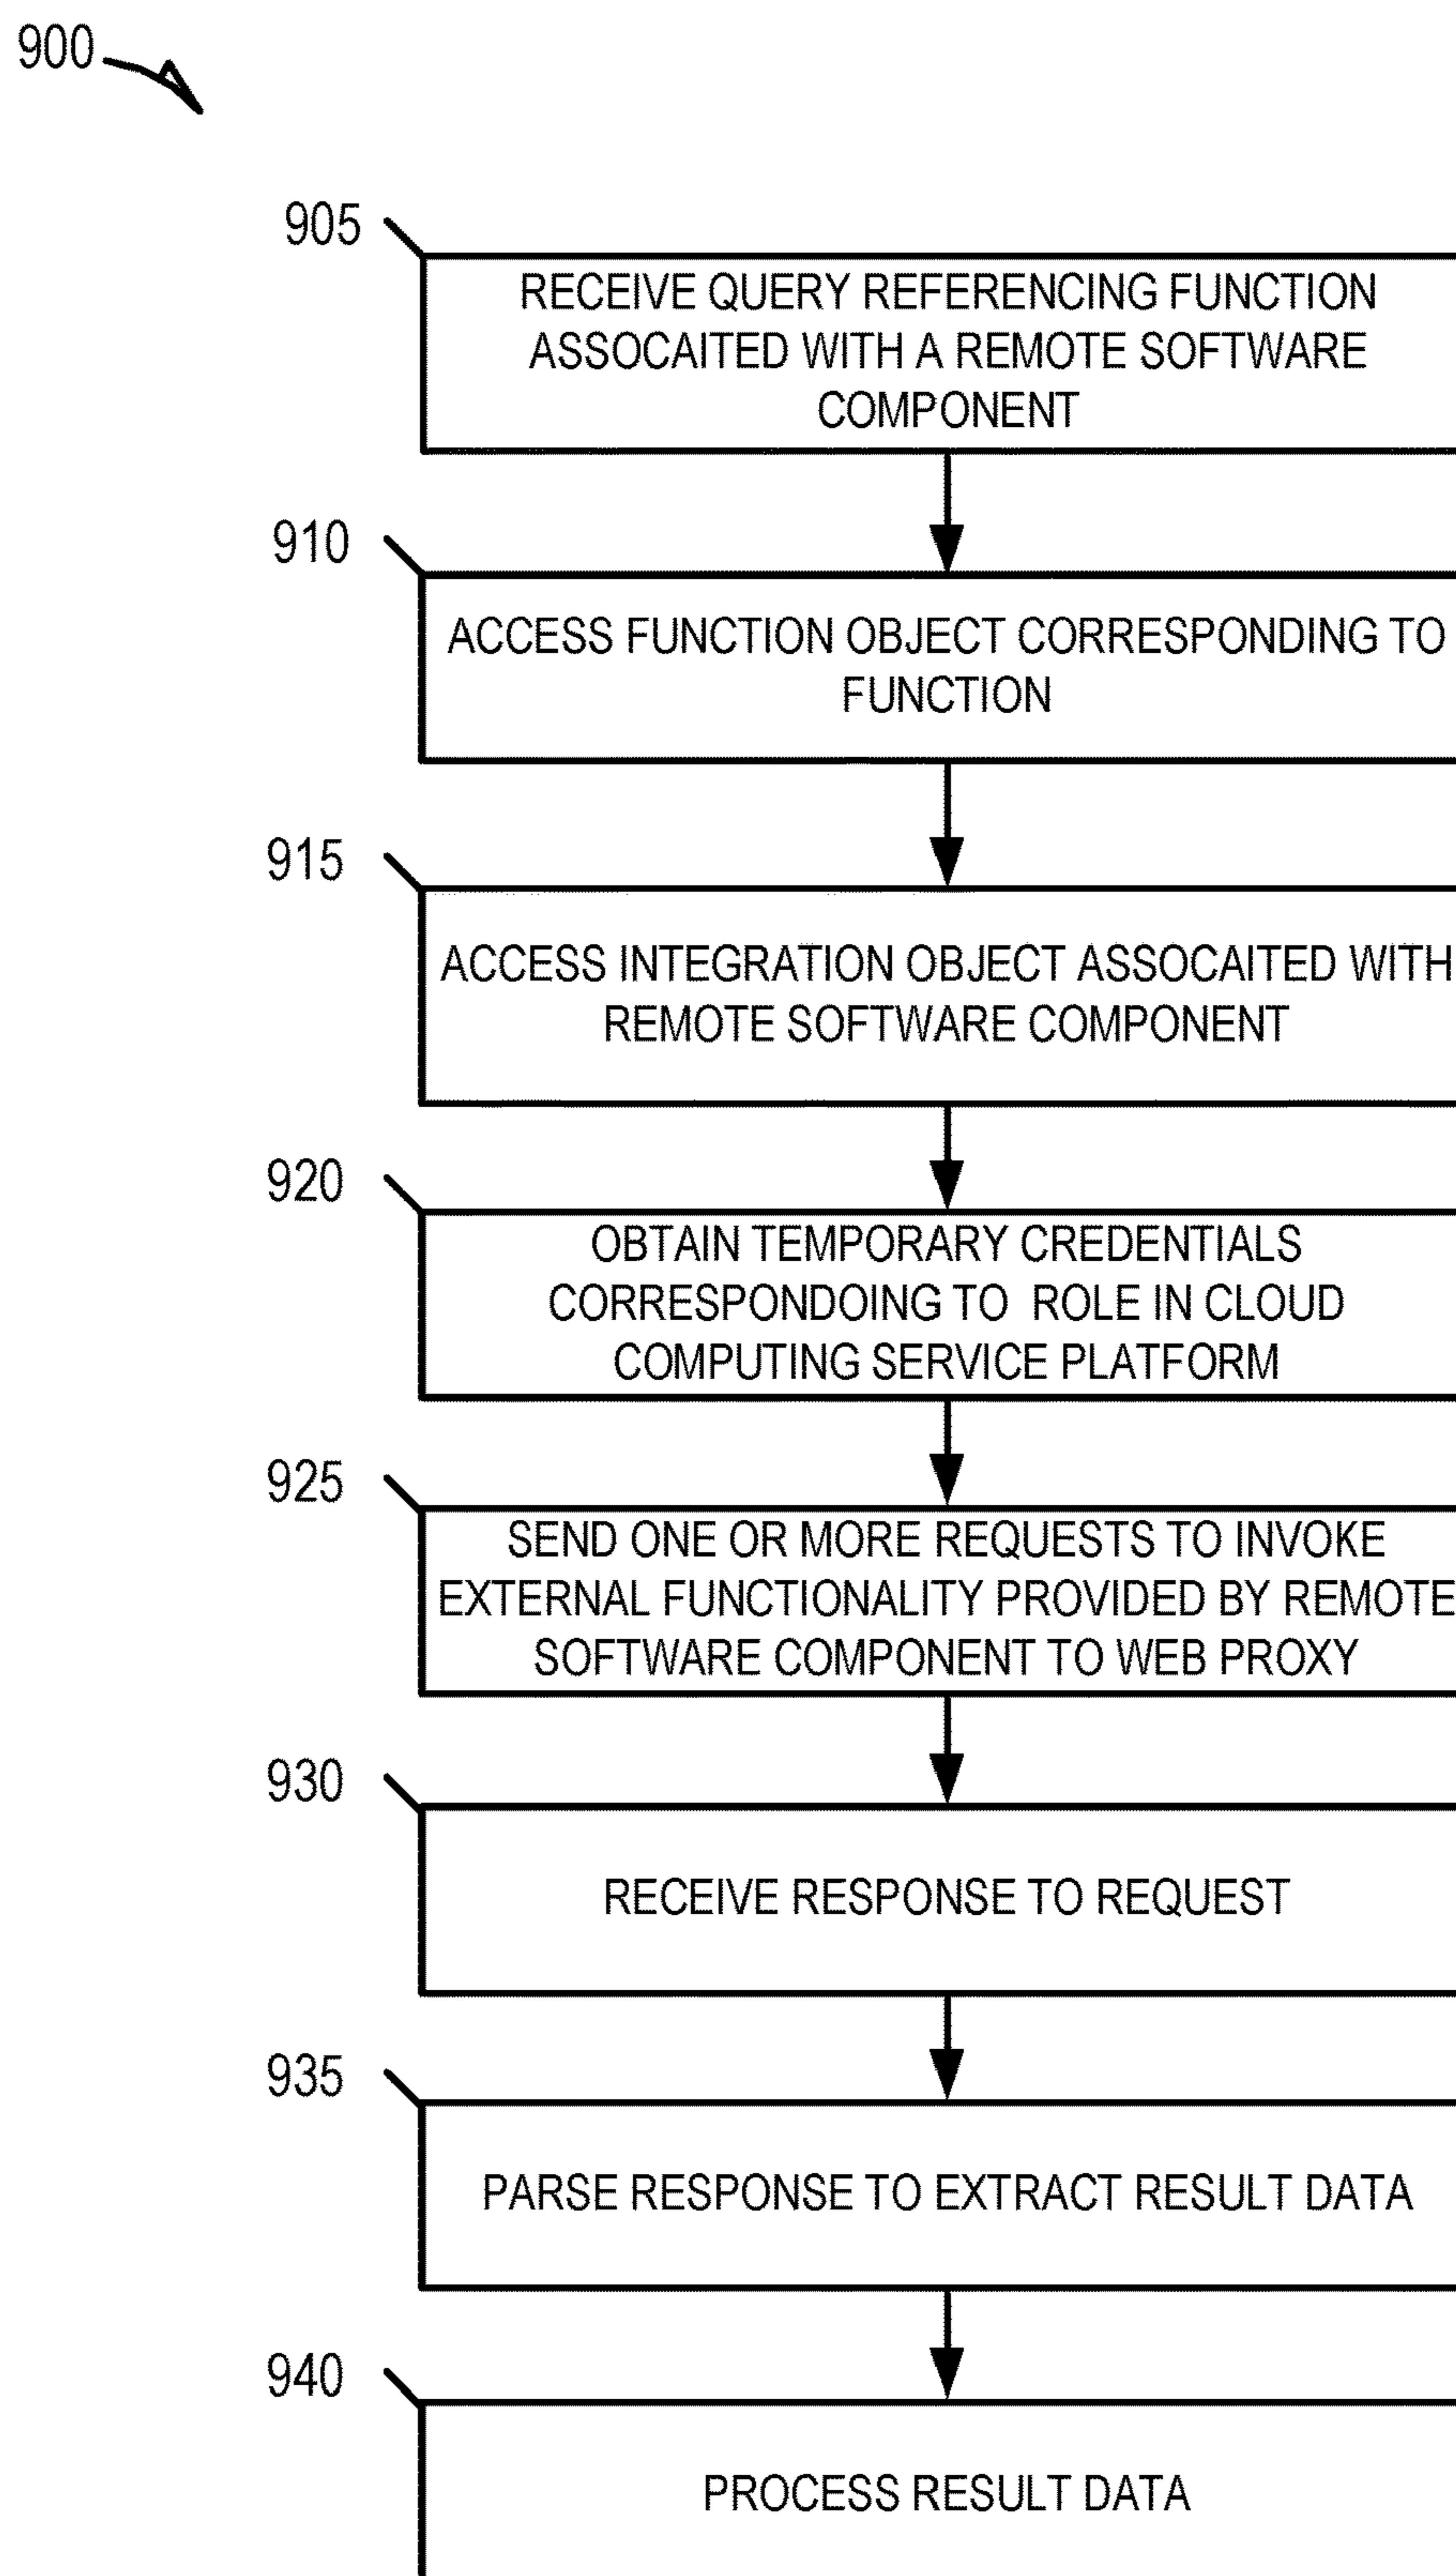 900
905
RECEIVE QUERY REFERENCING FUNCTION
ASSOCAITED WITH A REMOTE SOFTWARE
COMPONENT
910
ACCESS FUNCTION OBJECT CORRESPONDING TO
FUNCTION
915
ACCESS INTEGRATION OBJECT ASSOCAITED WITH
REMOTE SOFTWARE COMPONENT
920
OBTAIN TEMPORARY CREDENTIALS
CORRESPONDOING TO ROLE IN CLOUD
COMPUTING SERVICE PLATFORM
925
SEND ONE OR MORE REQUESTS TO INVOKE
EXTERNAL FUNCTIONALITY PROVIDED BY REMOTE
SOFTWARE COMPONENT TO WEB PROXY
930
RECEIVE RESPONSE TO REQUEST
935
PARSE RESPONSE TO EXTRACT RESULT DATA
940
PROCESS RESULT DATA